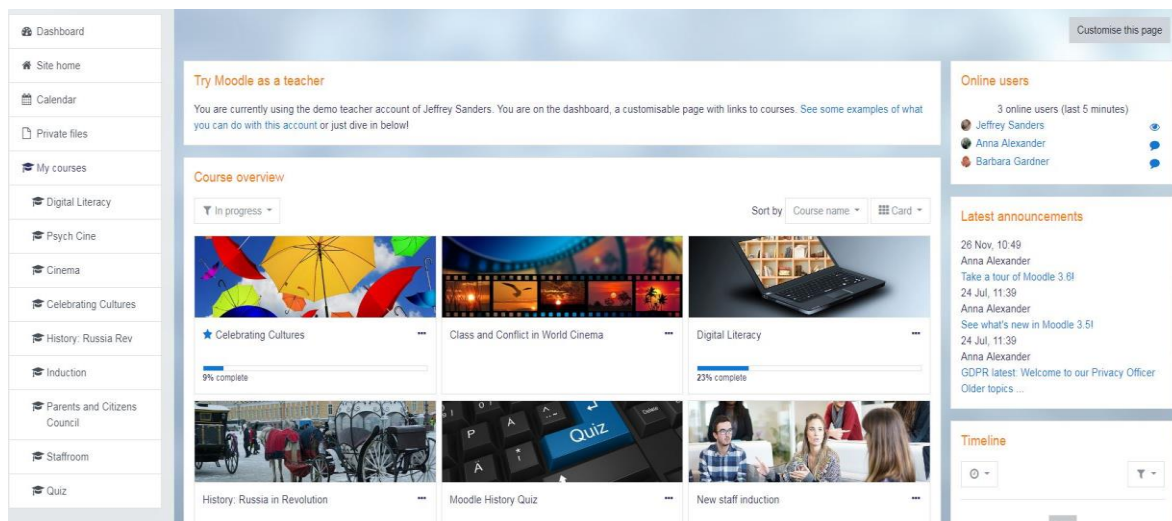 Dashboard
Site home
Calendar
Private files
My courses
Digital Literacy
Psych Cine
Cinema
Celebrating Cultures
History: Russia Rev
Induction
Parents and Citizens
Council
Staffroom
Quiz
Customise this page
Try Moodle as a teacher
You are currently using the demo teacher account of Jeffrey Sanders. You are on the dashboard, a customisable page with links to courses. See some examples of what
you can do with this account or just dive in below!
Course overview
In progress
Sort by Course name Card
Celebrating Cultures ...
9% complete
Class and Conflict in World Cinema ...
Digital Literacy ...
23% complete
History: Russia in Revolution ...
P
A
Quiz
Delete
Moodle History Quiz ...
New staff induction ...
Online users
3 online users (last 5 minutes)
Jeffrey Sanders
Anna Alexander
Barbara Gardner
Latest announcements
26 Nov, 10:49
Anna Alexander
Take a tour of Moodle 3.6!
24 Jul, 11:39
Anna Alexander
See what's new in Moodle 3.5!
24 Jul, 11:39
Anna Alexander
GDPR latest: Welcome to our Privacy Officer
Older topics ...
Timeline